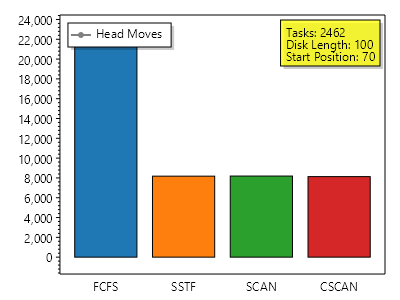 24,000
22,000
20,000
18,000
16,000
14,000
12,000
10,000
8,000
6,000
4,000
2,000
0
Head Moves
Tasks: 2462
Disk Length: 100
Start Position: 70
FCFS SSTF SCAN CSCAN